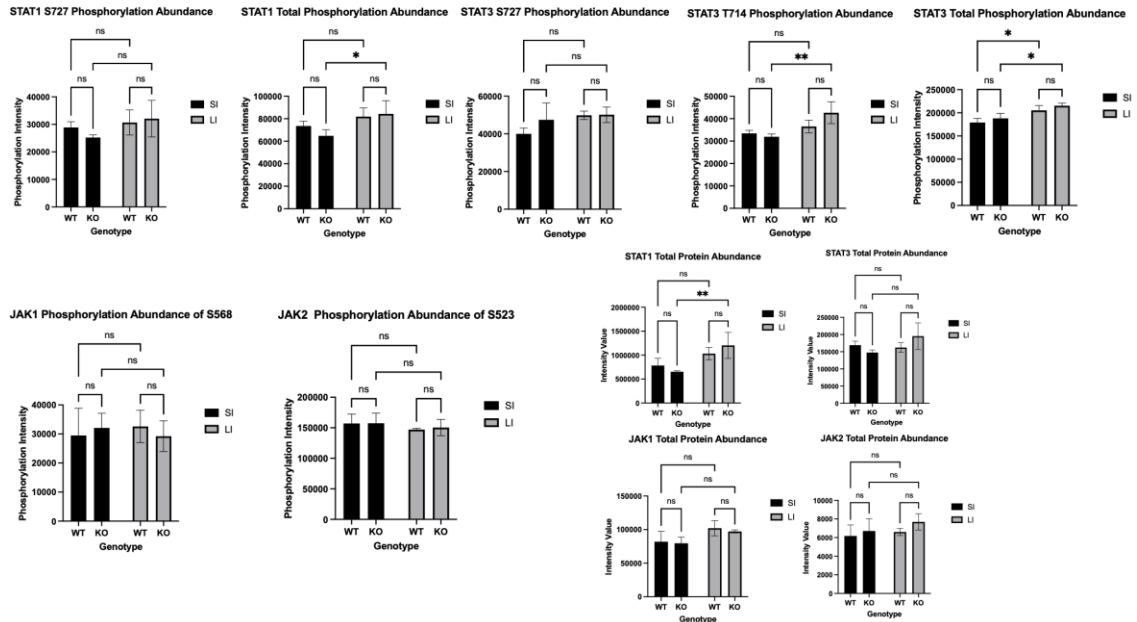 STAT1 S727 Phosphorylation Abundance
ns
ns
ns
ns
Phosphorylation Intensity
40000
30000
20000
10000
0
WT KO WT KO
Genotype
SI
LI
STAT1 Total Phosphorylation Abundance
ns
*
ns
ns
Phosphorylation Intensity
100000
80000
60000
40000
20000
0
WT KO WT KO
Genotype
SI
LI
STAT3 S727 Phosphorylation Abundance
ns
ns
ns
ns
Phosphorylation Intensity
60000
40000
20000
0
WT KO WT KO
Genotype
SI
LI
STAT3 T714 Phosphorylation Abundance
ns
**
ns
ns
Phosphorylation Intensity
50000
40000
30000
20000
10000
0
WT KO WT KO
Genotype
SI
LI
STAT3 Total Phosphorylation Abundance
*
*
ns
ns
Phosphorylation Intensity
250000
200000
150000
100000
50000
0
WT KO WT KO
Genotype
SI
LI
JAK1 Phosphorylation Abundance of S568
ns
ns
ns
ns
Phosphorylation Intensity
40000
30000
20000
10000
0
WT KO WT KO
Genotype
SI
LI
JAK2 Phosphorylation Abundance of S523
ns
ns
ns
ns
Phosphorylation Intensity
200000
150000
100000
50000
0
WT KO WT KO
Genotype
SI
LI
STAT1 Total Protein Abundance
ns
**
ns
ns
Intensity Value
2000000
1500000
1000000
500000
0
WT KO WT KO
Genotype
SI
LI
STAT3 Total Protein Abundance
ns
ns
ns
ns
Intensity Value
250000
200000
150000
100000
50000
0
WT KO WT KO
Genotype
SI
LI
JAK1 Total Protein Abundance
ns
ns
ns
ns
Intensity Value
150000
100000
50000
0
WT KO WT KO
Genotype
SI
LI
JAK2 Total Protein Abundance
ns
ns
ns
ns
Intensity Value
10000
8000
6000
4000
2000
0
WT KO WT KO
Genotype
SI
LI